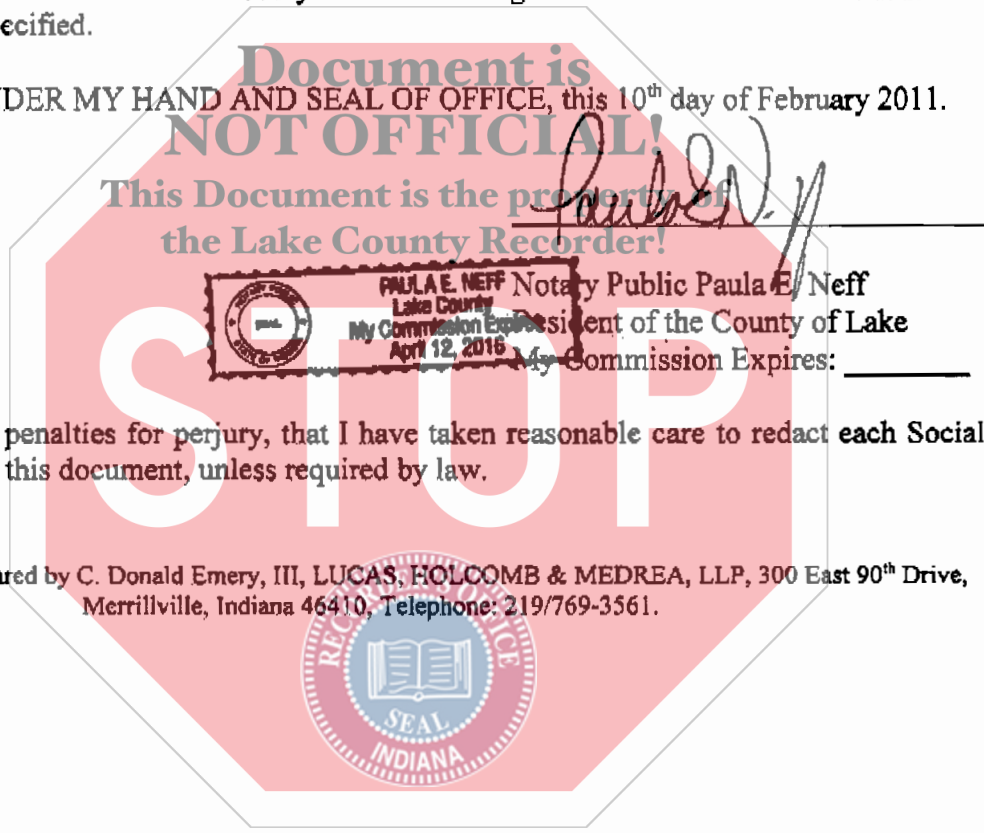 ecified.
Document is
DER MY HAND AND SEAL OF OFFICE, this 10th day of February 2011.
NOT OFFICIAL!
This Document is the property of
the Lake County Recorder!
PAULA E. NEFF
Lake County
My Commission Expires
April 12, 2016
SEAL
Notary Public Paula E. Neff
Resident of the County of Lake
My Commission Expires:
STOP
penalties for perjury, that I have taken reasonable care to redact each Social
this document, unless required by law.
ared by C. Donald Emery, III, LUCAS, HOLCOMB & MEDREA, LLP, 300 East 90th Drive,
Merrillville, Indiana 46410, Telephone: 219/769-3561.
RECORDER'S OFFICE
SEAL
INDIANA